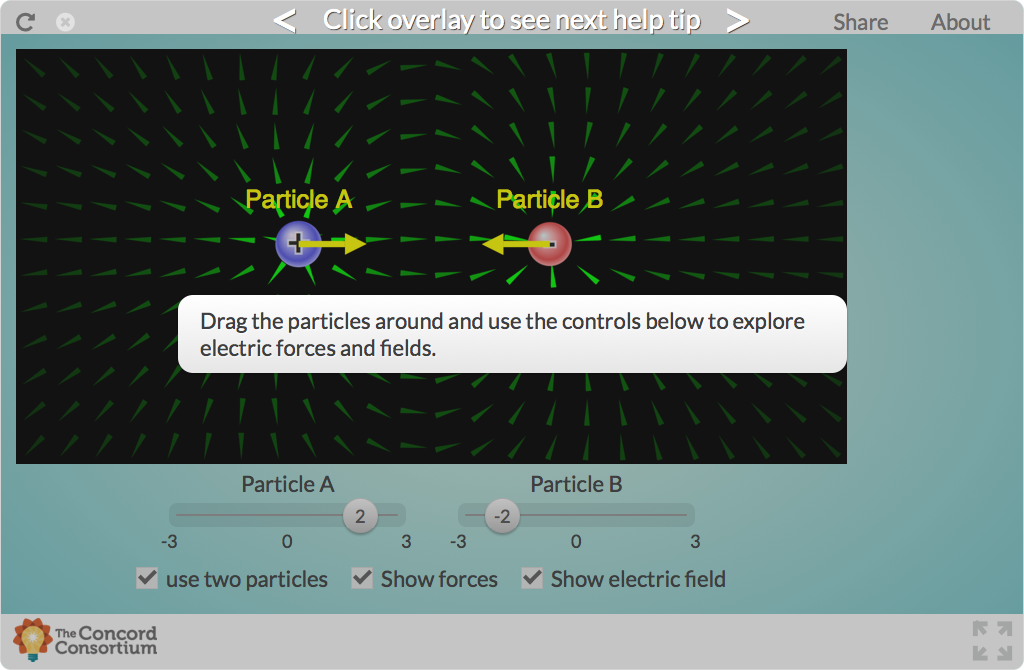 < Click overlay to see next help tip >
Share
About
Particle A
Particle B
+
-
Drag the particles around and use the controls below to explore
electric forces and fields.
Particle A
Particle B
2
-2
-3
0
3
-3
0
3
use two particles
Show forces
Show electric field
The Concord
Consortium